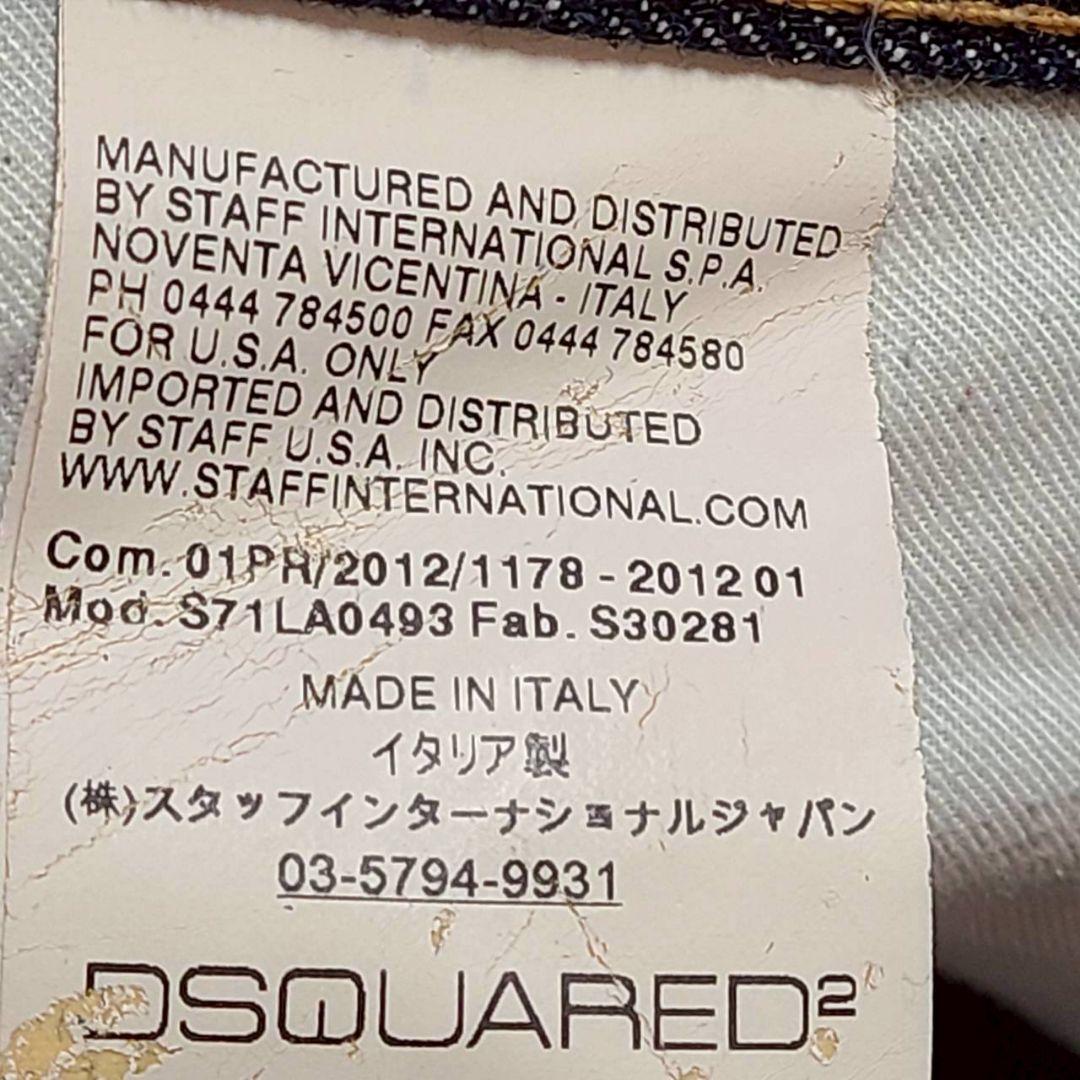 MANUFACTURED AND DISTRIBUTED
BY STAFF INTERNATIONAL S.P.A.
NOVENTA VICENTINA - ITALY
PH 0444 784500 FAX 0444 784580
FOR U.S.A. ONLY
IMPORTED AND DISTRIBUTED
BY STAFF U.S.A. INC.
WWW.STAFFINTERNATIONAL.COM
Com. 01PR/2012/1178 - 2012 01
Mod. S71LA0493 Fab. S30281
MADE IN ITALY
イタリア製
(株)スタッフインターナショナルジャパン
03-5794-9931
DSQUARED²